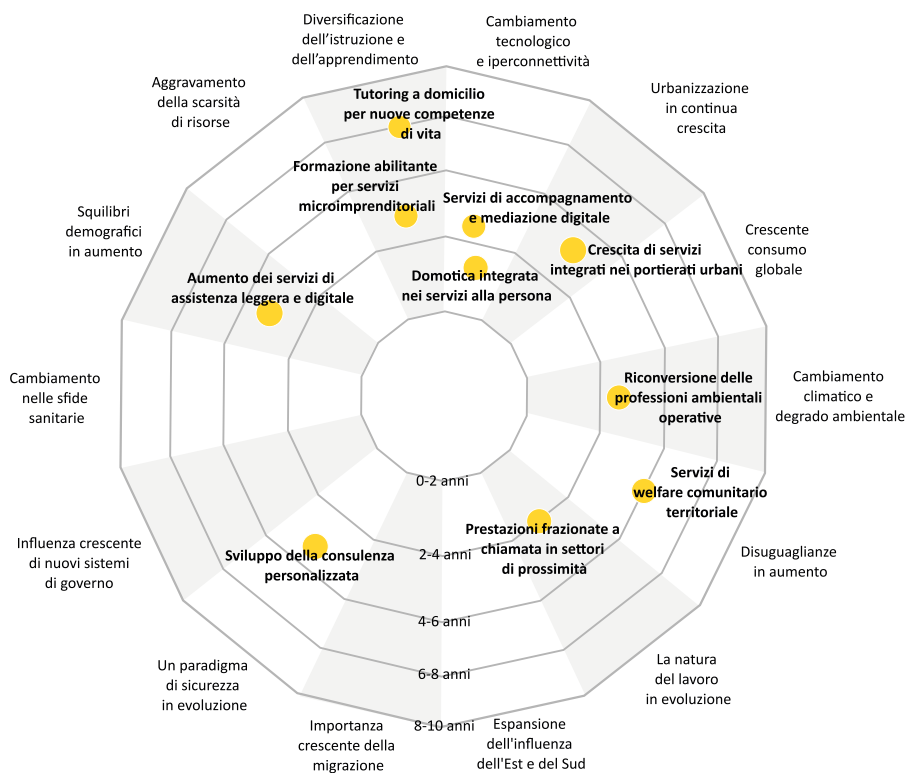 Diversificazione
dell’istruzione e
dell’apprendimento
Cambiamento
tecnologico
e iperconnettività
Urbanizzazione
in continua
crescita
Crescente
consumo
globale
Cambiamento
climatico e
degrado ambientale
Disuguaglianze
in aumento
La natura
del lavoro
in evoluzione
Espansione
dell'influenza
dell'Est e del Sud
Importanza
crescente della
migrazione
Un paradigma
di sicurezza
in evoluzione
Influenza crescente
di nuovi sistemi
di governo
Cambiamento
nelle sfide
sanitarie
Squilibri
demografici
in aumento
Aggravamento
della scarsità
di risorse
Tutoring a domicilio
per nuove competenze
di vita
Formazione abilitante
per servizi
microimprenditoriali
Servizi di accompagnamento
e mediazione digitale
Crescita di servizi
integrati nei portierati urbani
Domotica integrata
nei servizi alla persona
Aumento dei servizi di
assistenza leggera e digitale
Riconversione delle
professioni ambientali
operative
Servizi di
welfare comunitario
territoriale
Prestazioni frazionate a
chiamata in settori
di prossimità
Sviluppo della consulenza
personalizzata
0-2 anni
2-4 anni
4-6 anni
6-8 anni
8-10 anni